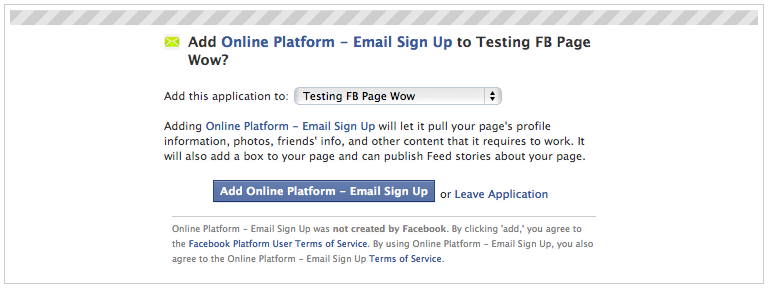 Add Online Platform – Email Sign Up to Testing FB Page
Wow?
Add this application to: Testing FB Page Wow
Adding Online Platform – Email Sign Up will let it pull your page's profile
information, photos, friends' info, and other content that it requires to work. It
will also add a box to your page and can publish Feed stories about your page.
Add Online Platform – Email Sign Up or Leave Application
Online Platform – Email Sign Up was not created by Facebook. By clicking 'add,' you agree to
the Facebook Platform User Terms of Service. By using Online Platform – Email Sign Up, you also
agree to the Online Platform – Email Sign Up Terms of Service.